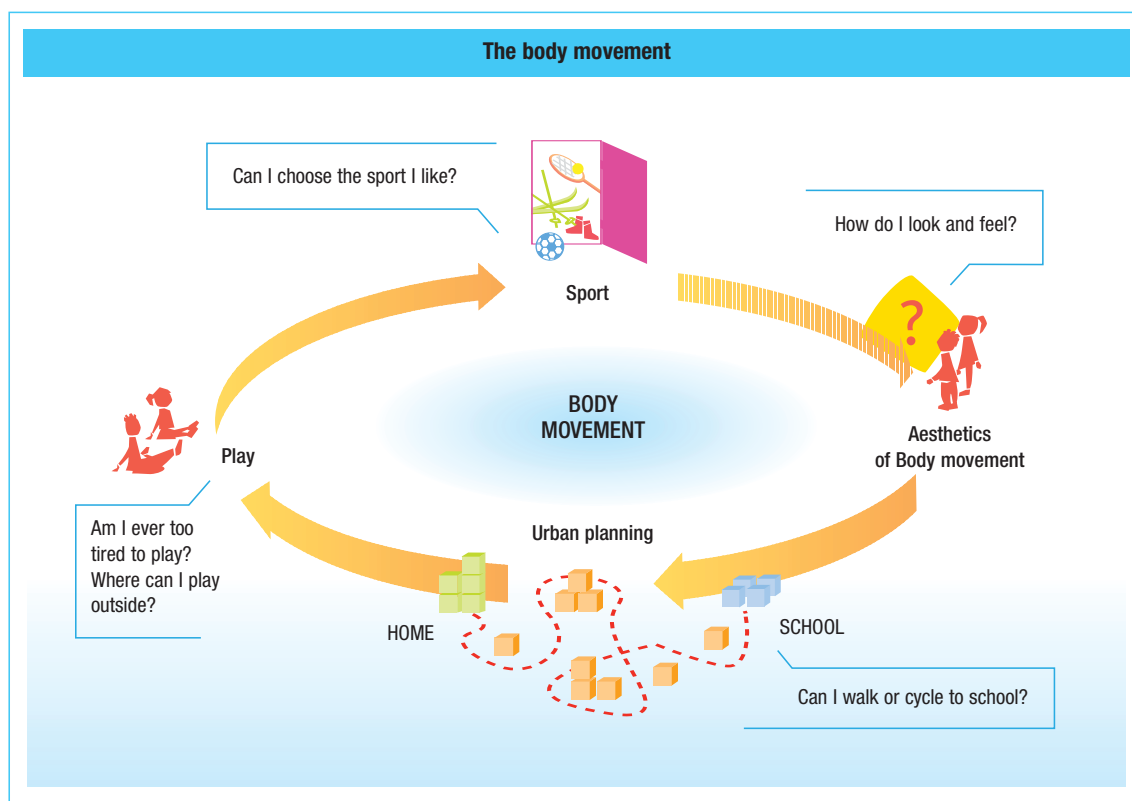 The body movement
Can I choose the sport I like?
How do I look and feel?
Sport
?
BODY
MOVEMENT
Aesthetics
of Body movement
Play
Am I ever too
tired to play?
Where can I play
outside?
Urban planning
HOME
SCHOOL
Can I walk or cycle to school?